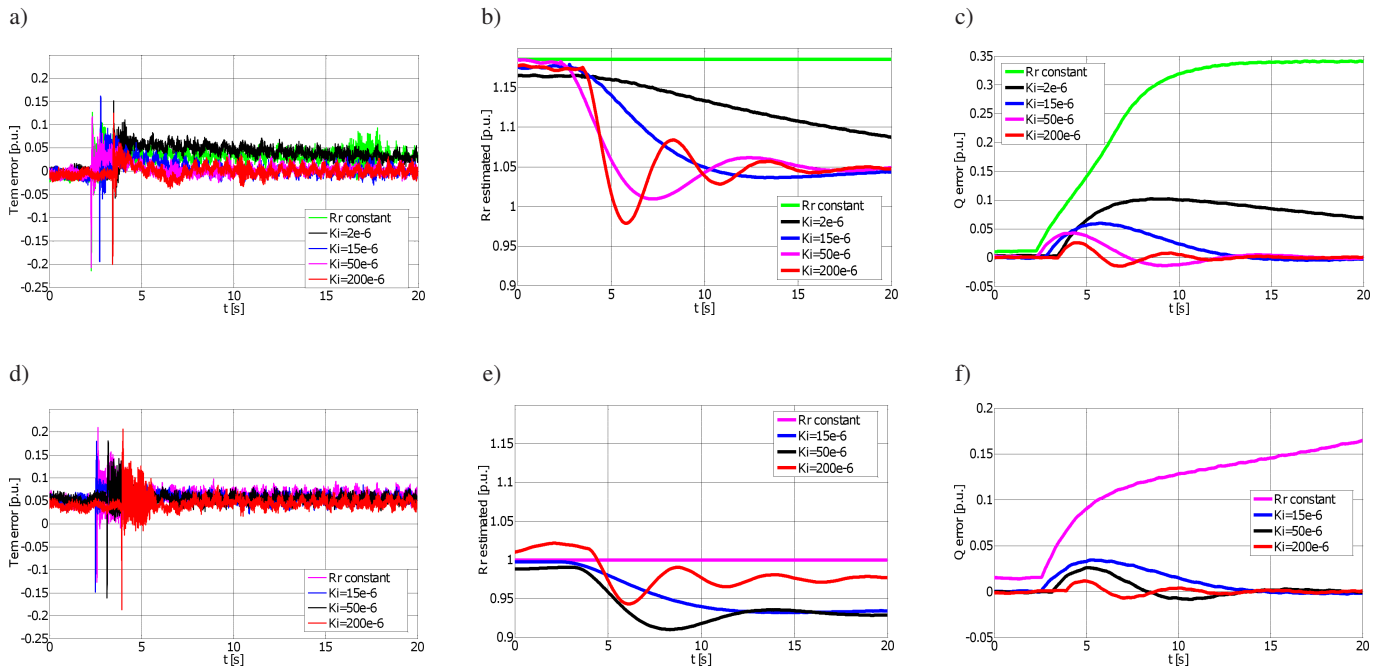 a)
b)
c)
0.2
0.15
0.1
0.05
0
-0.05
-0.1
-0.15
-0.2
-0.25
Tem error [p.u.]
Rr constant
Ki=2e-6
Ki=15e-6
Ki=50e-6
Ki=200e-6
0
5
10
15
20
t [s]
1.15
1.1
1.05
1
0.95
0.9
Rr estimated [p.u.]
Rr constant
Ki=2e-6
Ki=15e-6
Ki=50e-6
Ki=200e-6
0
5
10
15
20
t [s]
0.35
0.3
0.25
0.2
0.15
0.1
0.05
0
-0.05
Q error [p.u.]
Rr constant
Ki=2e-6
Ki=15e-6
Ki=50e-6
Ki=200e-6
0
5
10
15
20
t [s]
d)
e)
f)
0.2
0.15
0.1
0.05
0
-0.05
-0.1
-0.15
-0.2
-0.25
Tem error [p.u.]
Rr constant
Ki=15e-6
Ki=50e-6
Ki=200e-6
0
5
10
15
20
t [s]
1.15
1.1
1.05
1
0.95
0.9
Rr estimated [p.u.]
Rr constant
Ki=15e-6
Ki=50e-6
Ki=200e-6
0
5
10
15
20
t [s]
0.2
0.15
0.1
0.05
0
-0.05
Q error [p.u.]
Rr constant
Ki=15e-6
Ki=50e-6
Ki=200e-6
0
5
10
15
20
t [s]